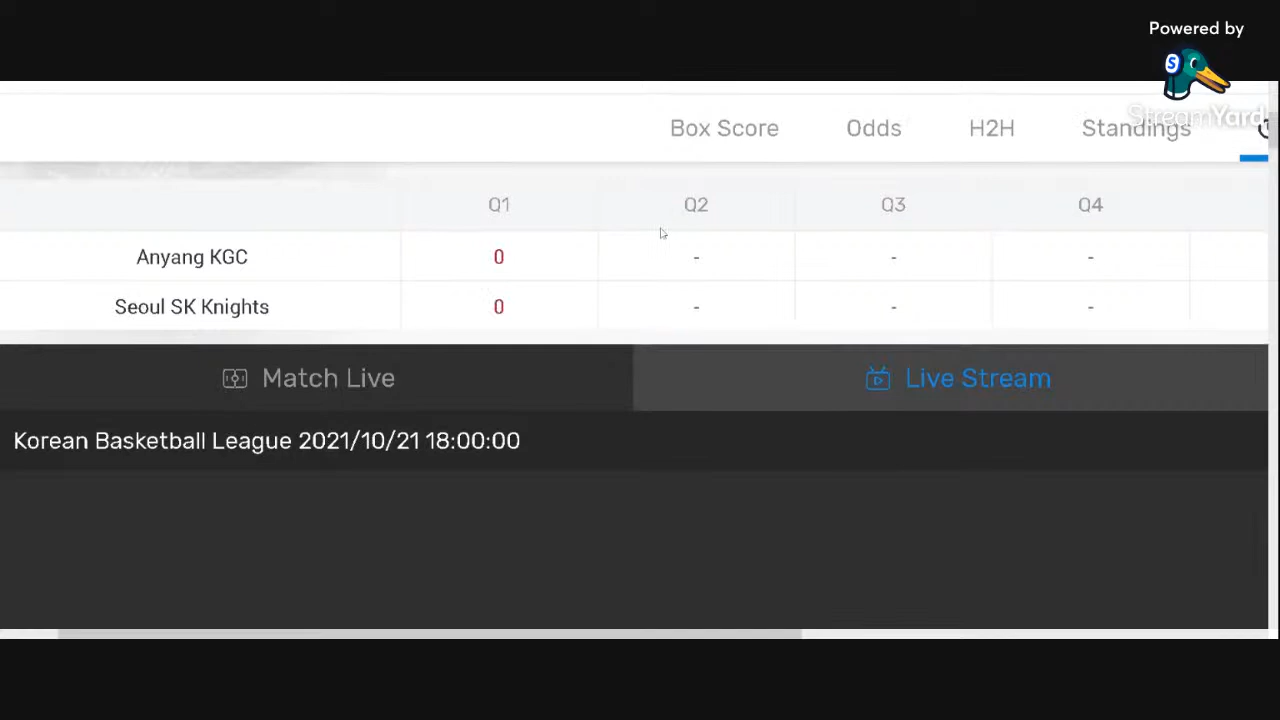 Powered by
S
StreamYard
Box Score Odds H2H Standings
Q1 Q2 Q3 Q4
Anyang KGC 0 - - -
Seoul SK Knights 0 - - -
Match Live Live Stream
Korean Basketball League 2021/10/21 18:00:00